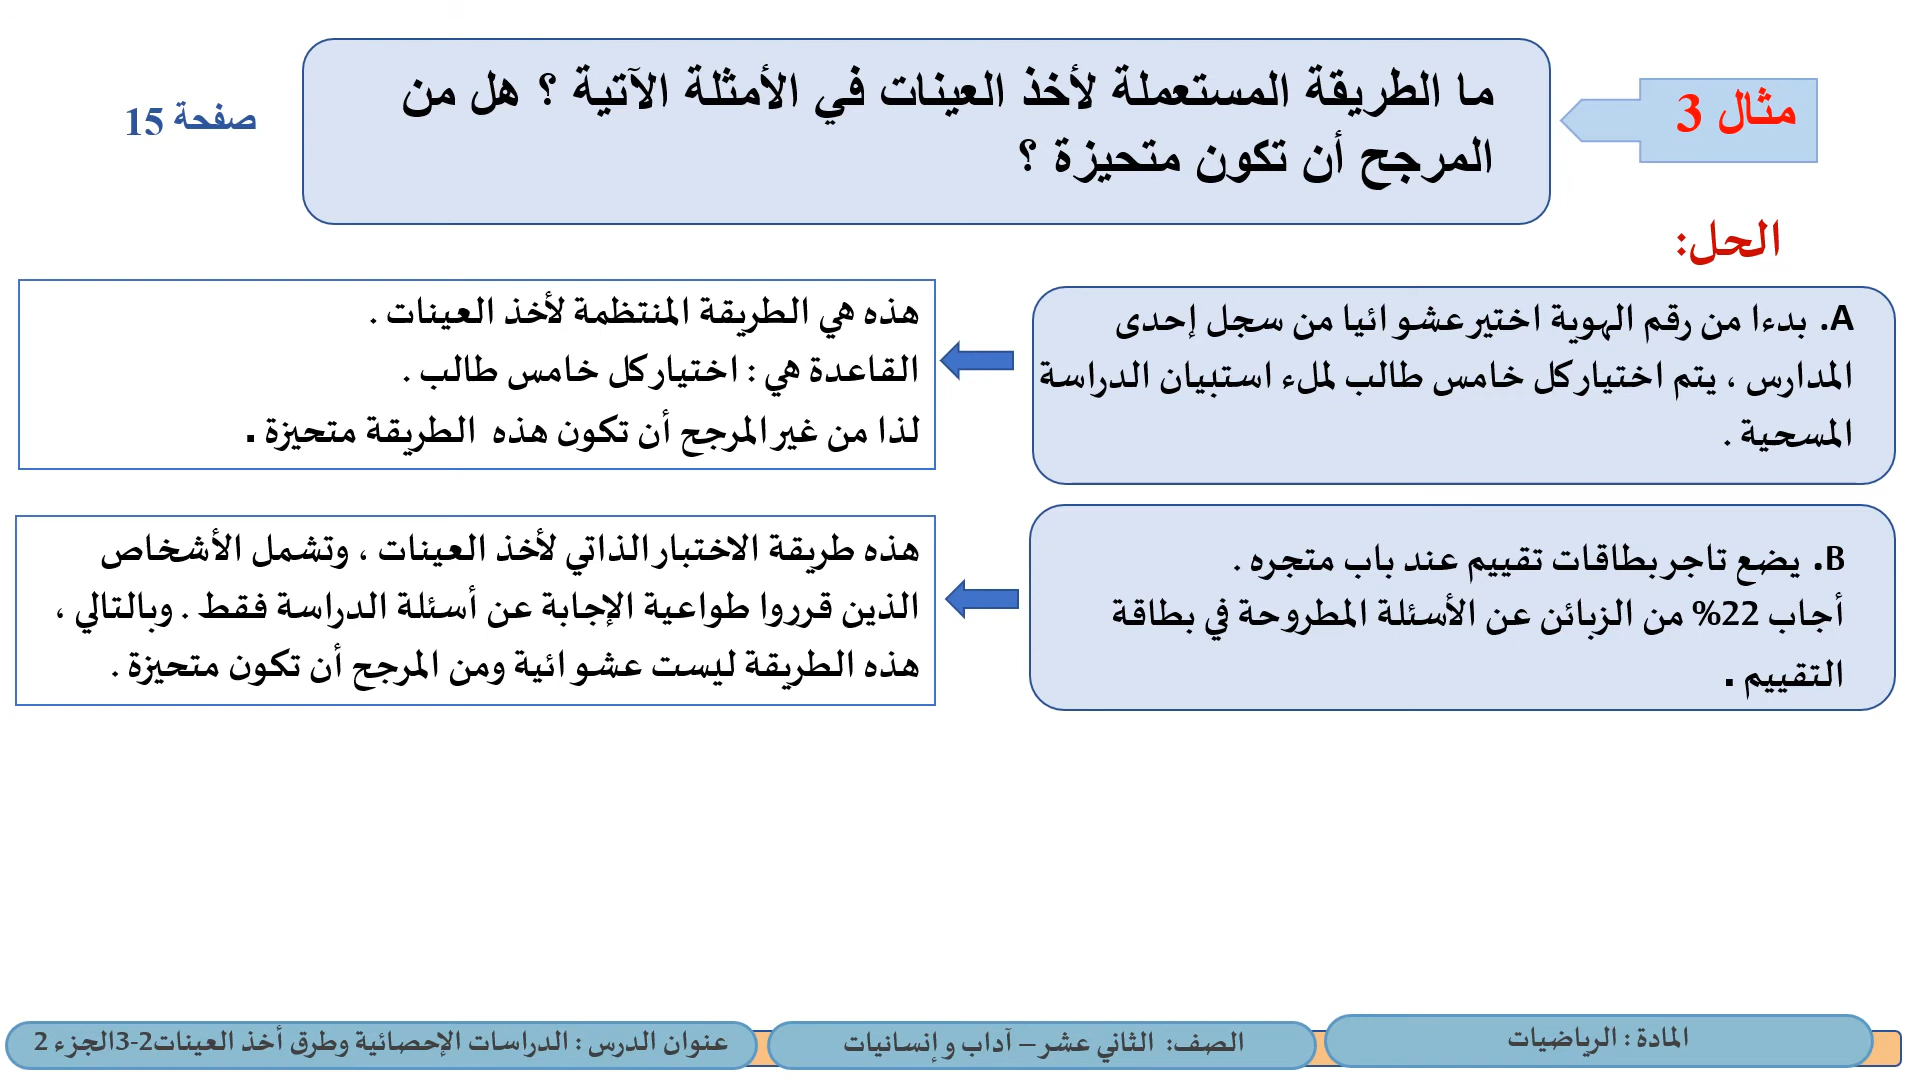 مثال 3
ما الطريقة المستعملة لأخذ العينات في الأمثلة الآتية ؟ هل من
المرجح أن تكون متحيزة ؟
صفحة 15
الحل:
A. بدءا من رقم الهوية اختير عشوائيا من سجل إحدى
المدارس ، يتم اختيار كل خامس طالب لملء استبيان الدراسة
المسحية .
هذه هي الطريقة المنتظمة لأخذ العينات .
القاعدة هي : اختيار كل خامس طالب .
لذا من غير المرجح أن تكون هذه الطريقة متحيزة .
B. يضع تاجر بطاقات تقييم عند باب متجره .
أجاب 22% من الزبائن عن الأسئلة المطروحة في بطاقة
التقييم .
هذه طريقة الاختبار الذاتي لأخذ العينات ، وتشمل الأشخاص
الذين قرروا طواعية الإجابة عن أسئلة الدراسة فقط . وبالتالي ،
هذه الطريقة ليست عشوائية ومن المرجح أن تكون متحيزة .
المادة : الرياضيات
الصف: الثاني عشر – آداب وإنسانيات
عنوان الدرس : الدراسات الإحصائية وطرق أخذ العينات2-3الجزء 2